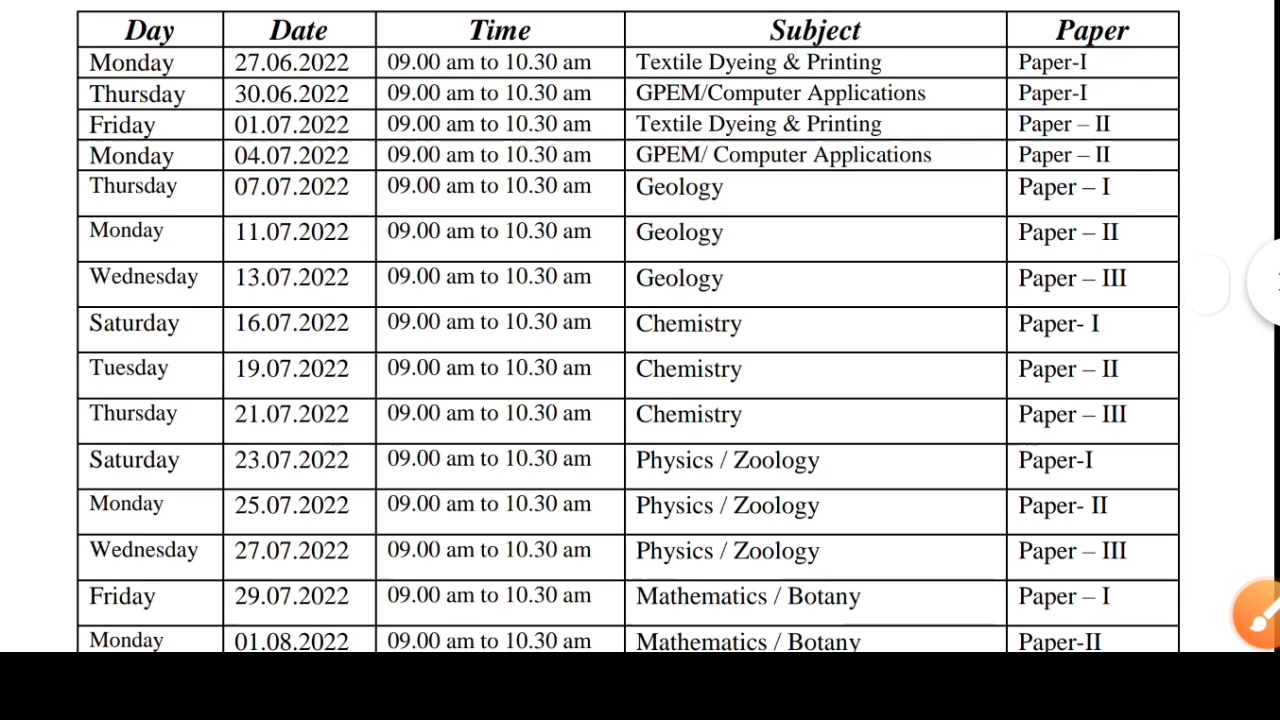 Day Date Time Subject Paper
Monday 27.06.2022 09.00 am to 10.30 am Textile Dyeing & Printing Paper-I
Thursday 30.06.2022 09.00 am to 10.30 am GPEM/Computer Applications Paper-I
Friday 01.07.2022 09.00 am to 10.30 am Textile Dyeing & Printing Paper – II
Monday 04.07.2022 09.00 am to 10.30 am GPEM/ Computer Applications Paper – II
Thursday 07.07.2022 09.00 am to 10.30 am Geology Paper – I
Monday 11.07.2022 09.00 am to 10.30 am Geology Paper – II
Wednesday 13.07.2022 09.00 am to 10.30 am Geology Paper – III
Saturday 16.07.2022 09.00 am to 10.30 am Chemistry Paper- I
Tuesday 19.07.2022 09.00 am to 10.30 am Chemistry Paper – II
Thursday 21.07.2022 09.00 am to 10.30 am Chemistry Paper – III
Saturday 23.07.2022 09.00 am to 10.30 am Physics / Zoology Paper-I
Monday 25.07.2022 09.00 am to 10.30 am Physics / Zoology Paper- II
Wednesday 27.07.2022 09.00 am to 10.30 am Physics / Zoology Paper – III
Friday 29.07.2022 09.00 am to 10.30 am Mathematics / Botany Paper – I
Monday 01.08.2022 09.00 am to 10.30 am Mathematics / Botany Paper-II